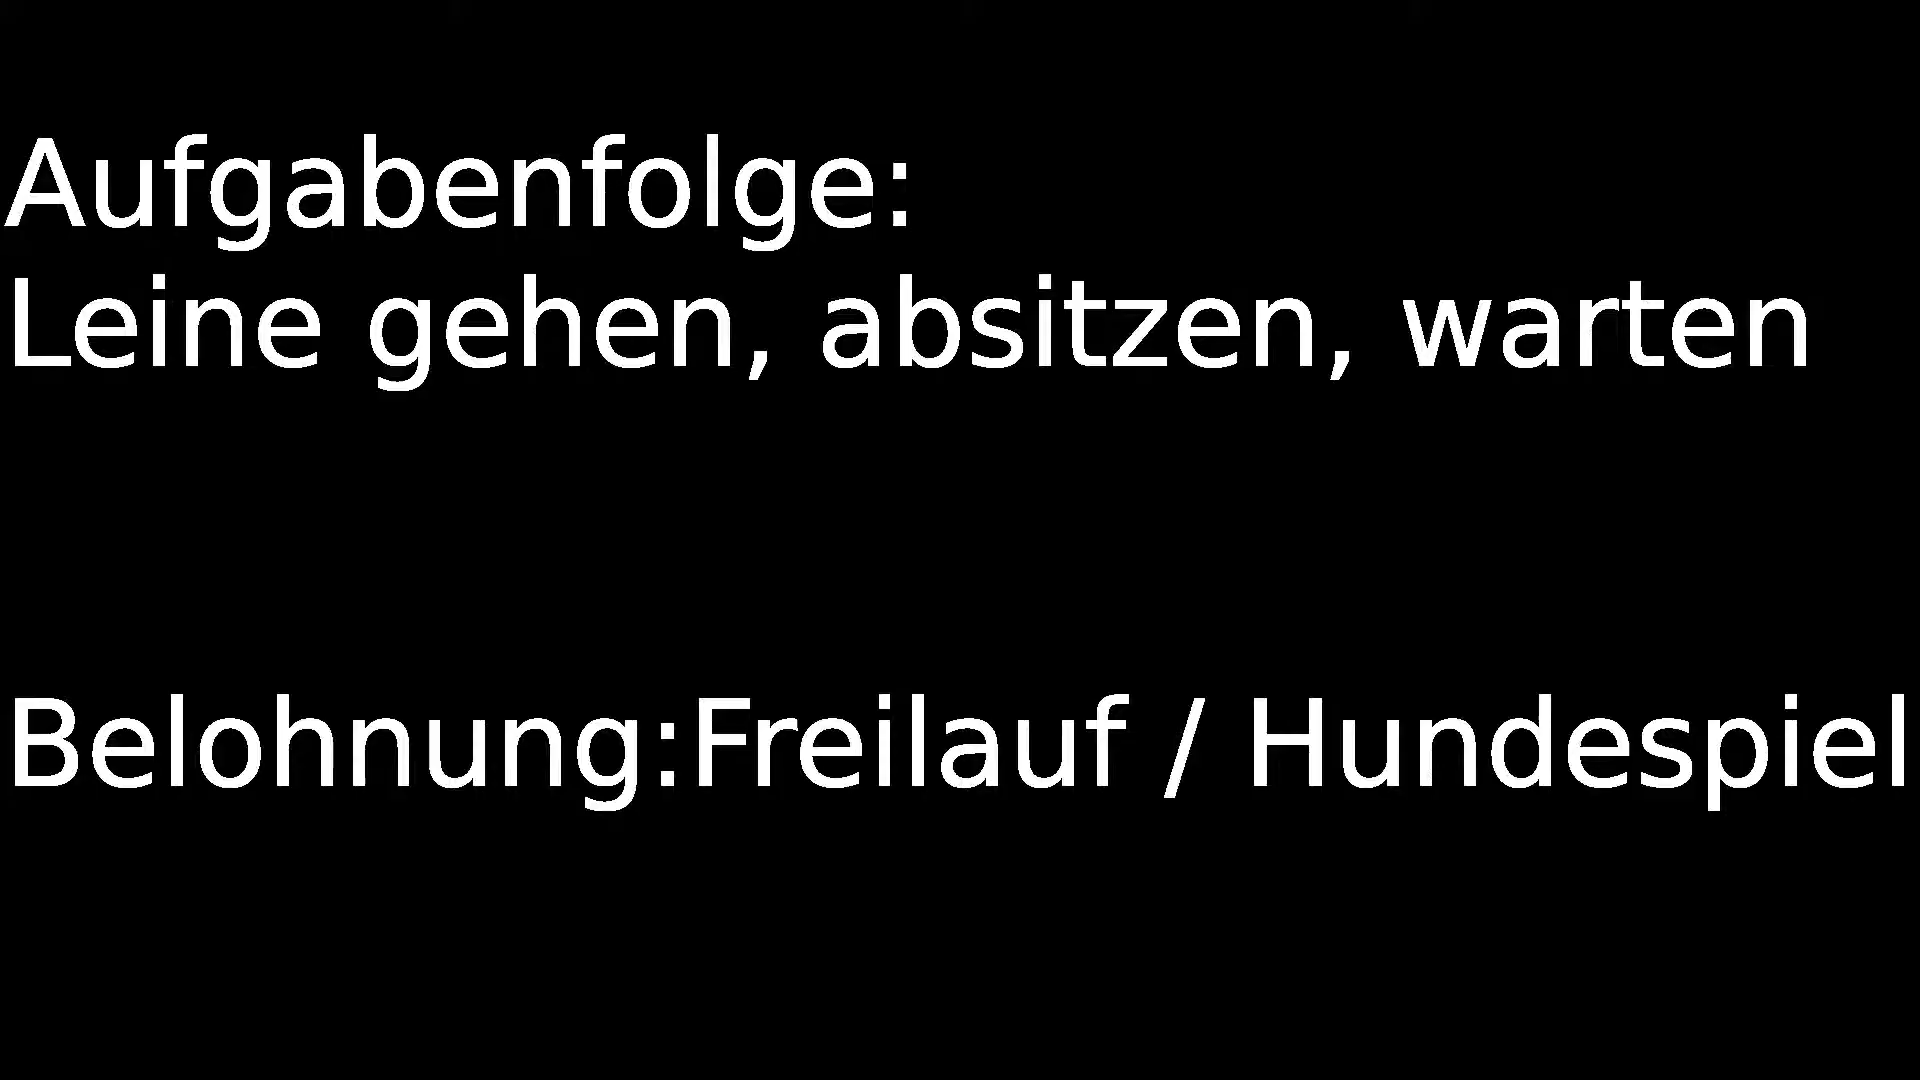 Aufgabenfolge:
Leine gehen, absitzen, warten
Belohnung:Freilauf / Hundespiel